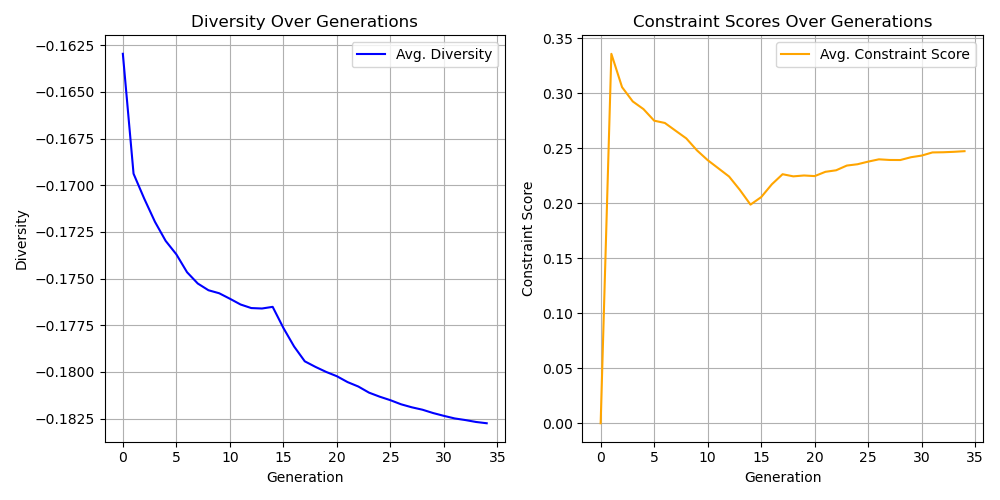 Diversity Over Generations
Avg. Diversity
−0.1625
−0.1650
−0.1675
−0.1700
−0.1725
−0.1750
−0.1775
−0.1800
−0.1825
Diversity
0 5 10 15 20 25 30 35
Generation
Constraint Scores Over Generations
Avg. Constraint Score
0.35
0.30
0.25
0.20
0.15
0.10
0.05
0.00
Constraint Score
0 5 10 15 20 25 30 35
Generation